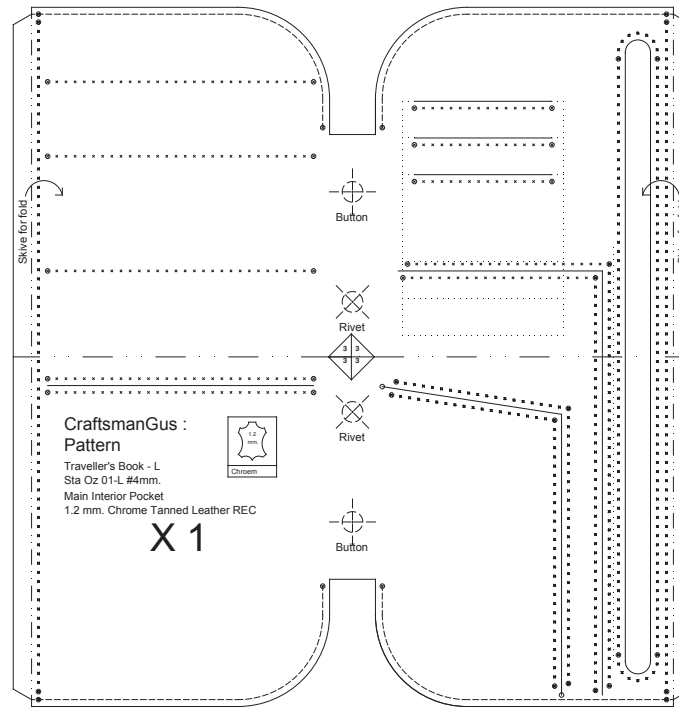 Skive for fold
Button
Rivet
3 3
3 3
Rivet
CraftsmanGus :
Pattern
Traveller's Book - L
Sta Oz 01-L #4mm.
Main Interior Pocket
1.2 mm. Chrome Tanned Leather REC
X 1
1.2
mm.
Chroem
Button